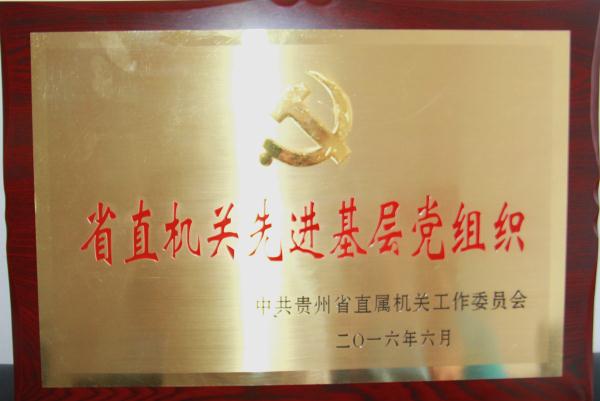 省直机关先进基层党组织
中共贵州省直属机关工作委员会
二〇一六年六月